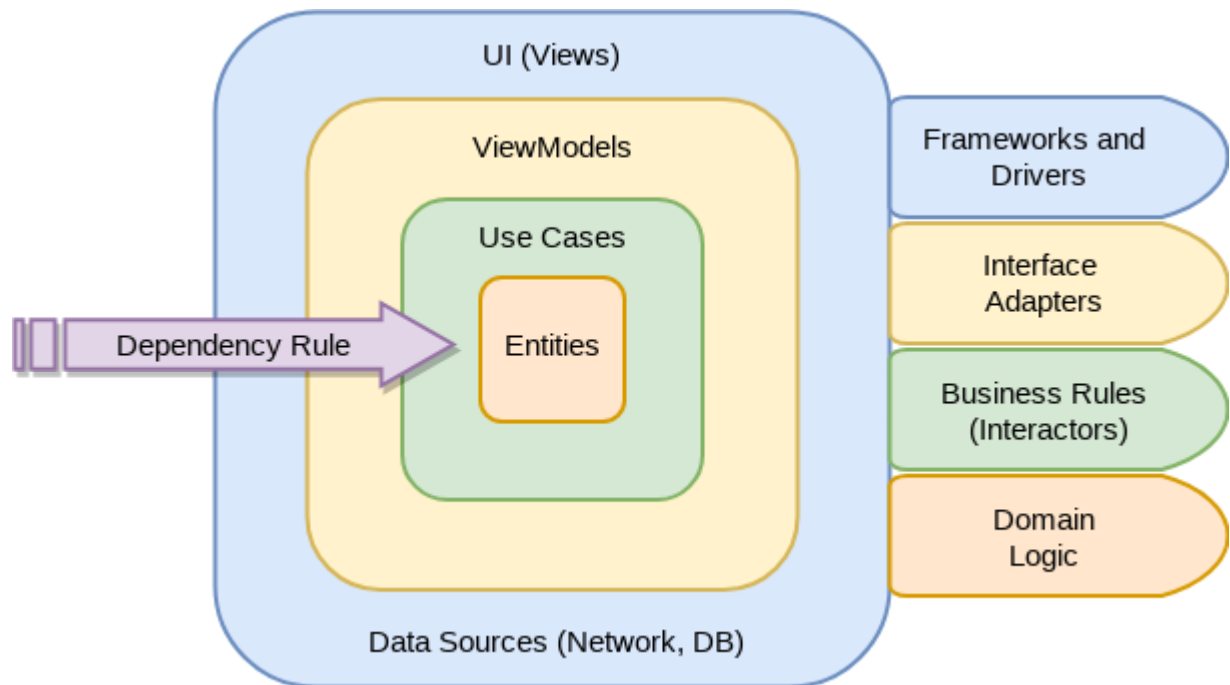 UI (Views)
ViewModels
Use Cases
Entities
Dependency Rule
Data Sources (Network, DB)
Frameworks and
Drivers
Interface
Adapters
Business Rules
(Interactors)
Domain
Logic